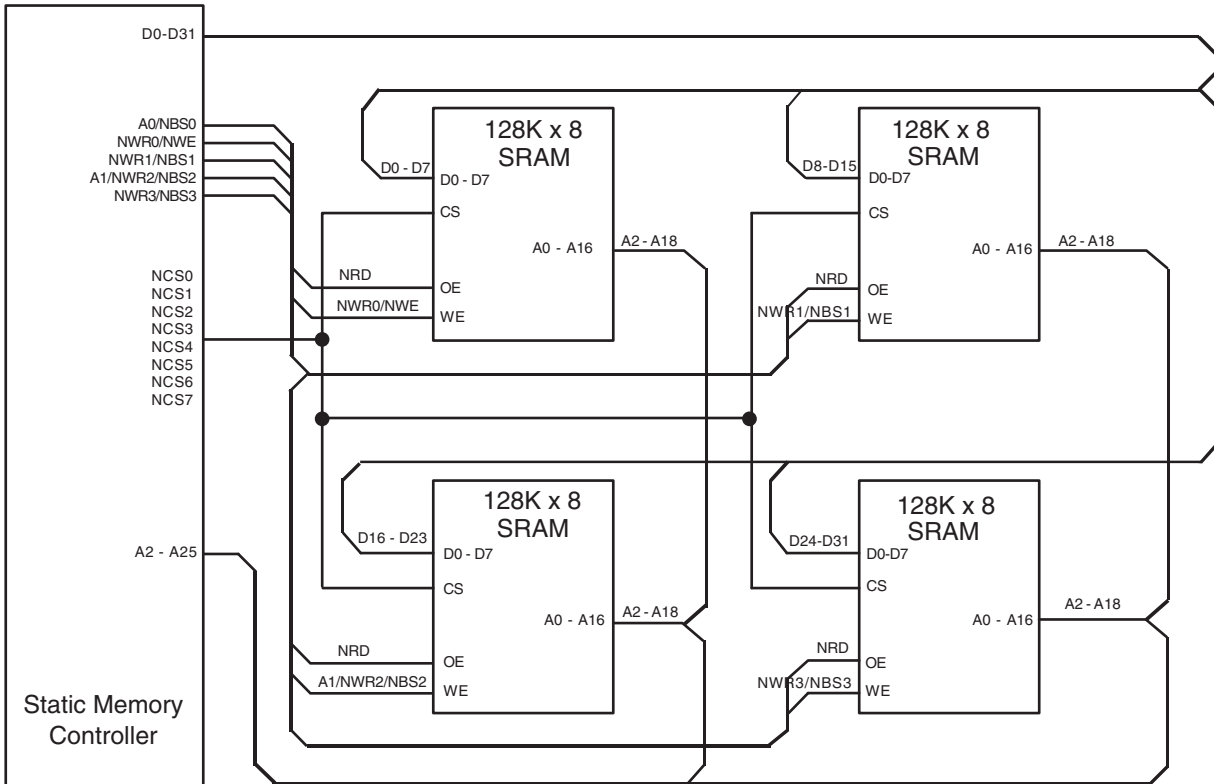 D0-D31
A0/NBS0
NWR0/NWE
NWR1/NBS1
A1/NWR2/NBS2
NWR3/NBS3
NCS0
NCS1
NCS2
NCS3
NCS4
NCS5
NCS6
NCS7
A2 - A25
Static Memory
Controller
128K x 8
SRAM
D0 - D7
D0 - D7
CS
A0 - A16
A2 - A18
NRD
OE
NWR0/NWE
WE
128K x 8
SRAM
D8-D15
D0-D7
CS
A0 - A16
A2 - A18
NRD
OE
NWR1/NBS1
WE
128K x 8
SRAM
D16 - D23
D0 - D7
CS
A0 - A16
A2 - A18
NRD
OE
A1/NWR2/NBS2
WE
128K x 8
SRAM
D24-D31
D0-D7
CS
A0 - A16
A2 - A18
NRD
OE
NWR3/NBS3
WE